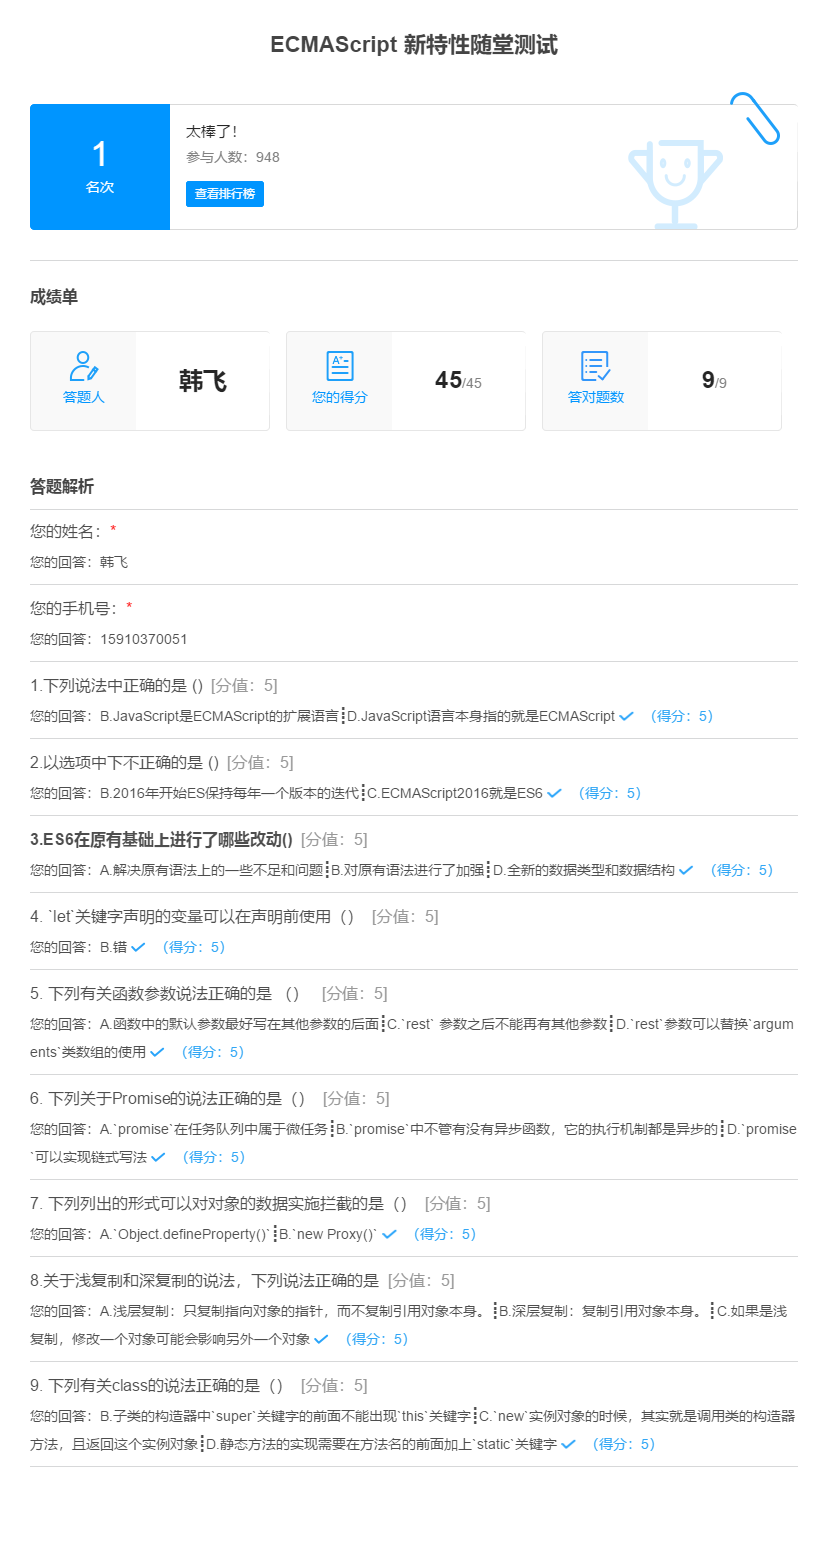 ECMAScript 新特性随堂测试
1
名次
太棒了!
参与人数：948
查看排行榜
成绩单
答题人
韩飞
您的得分
45/45
答对题数
9/9
答题解析
您的姓名：*
您的回答：韩飞
您的手机号：*
您的回答：15910370051
1.下列说法中正确的是 () [分值：5]
您的回答：B.JavaScript是ECMAScript的扩展语言┋D.JavaScript语言本身指的就是ECMAScript （得分：5）
2.以选项中下不正确的是 () [分值：5]
您的回答：B.2016年开始ES保持每年一个版本的迭代┋C.ECMAScript2016就是ES6 （得分：5）
3.ES6在原有基础上进行了哪些改动() [分值：5]
您的回答：A.解决原有语法上的一些不足和问题┋B.对原有语法进行了加强┋D.全新的数据类型和数据结构 （得分：5）
4. `let`关键字声明的变量可以在声明前使用（） [分值：5]
您的回答：B.错 （得分：5）
5. 下列有关函数参数说法正确的是 （） [分值：5]
您的回答：A.函数中的默认参数最好写在其他参数的后面┋C.`rest` 参数之后不能再有其他参数┋D.`rest`参数可以替换`argum
ents`类数组的使用 （得分：5）
6. 下列关于Promise的说法正确的是（） [分值：5]
您的回答：A.`promise`在任务队列中属于微任务┋B.`promise`中不管有没有异步函数，它的执行机制都是异步的┋D.`promise
`可以实现链式写法 （得分：5）
7. 下列列出的形式可以对对象的数据实施拦截的是（） [分值：5]
您的回答：A.`Object.defineProperty()`┋B.`new Proxy()` （得分：5）
8.关于浅复制和深复制的说法，下列说法正确的是 [分值：5]
您的回答：A.浅层复制：只复制指向对象的指针，而不复制引用对象本身。┋B.深层复制：复制引用对象本身。┋C.如果是浅
复制，修改一个对象可能会影响另外一个对象 （得分：5）
9. 下列有关class的说法正确的是（） [分值：5]
您的回答：B.子类的构造器中`super`关键字的前面不能出现`this`关键字┋C.`new`实例对象的时候，其实就是调用类的构造器
方法，且返回这个实例对象┋D.静态方法的实现需要在方法名的前面加上`static`关键字 （得分：5）